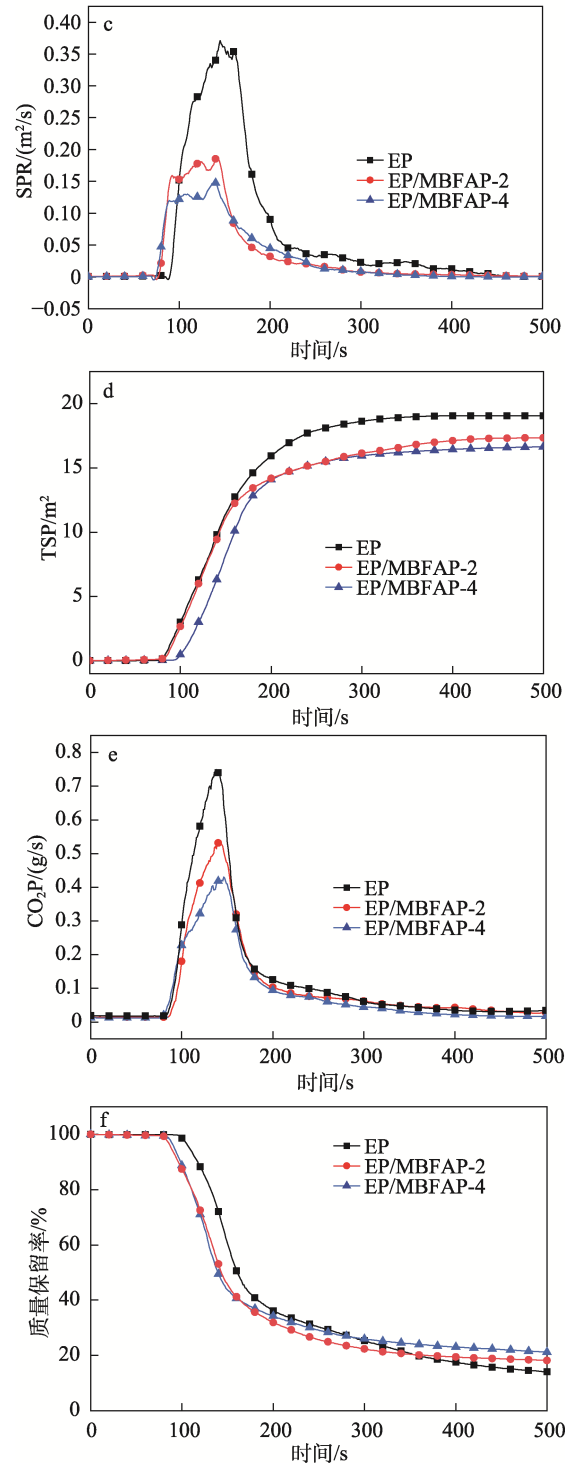 c
0.40
0.35
0.30
0.25
0.20
0.15
0.10
0.05
0
−0.05
SPR/(m²/s)
EP
EP/MBFAP-2
EP/MBFAP-4
0 100 200 300 400 500
时间/s
d
20
15
10
5
0
TSP/m²
EP
EP/MBFAP-2
EP/MBFAP-4
0 100 200 300 400 500
时间/s
e
0.8
0.7
0.6
0.5
0.4
0.3
0.2
0.1
0
CO₂P/(g/s)
EP
EP/MBFAP-2
EP/MBFAP-4
0 100 200 300 400 500
时间/s
f
100
80
60
40
20
0
质量保留率/%
EP
EP/MBFAP-2
EP/MBFAP-4
0 100 200 300 400 500
时间/s